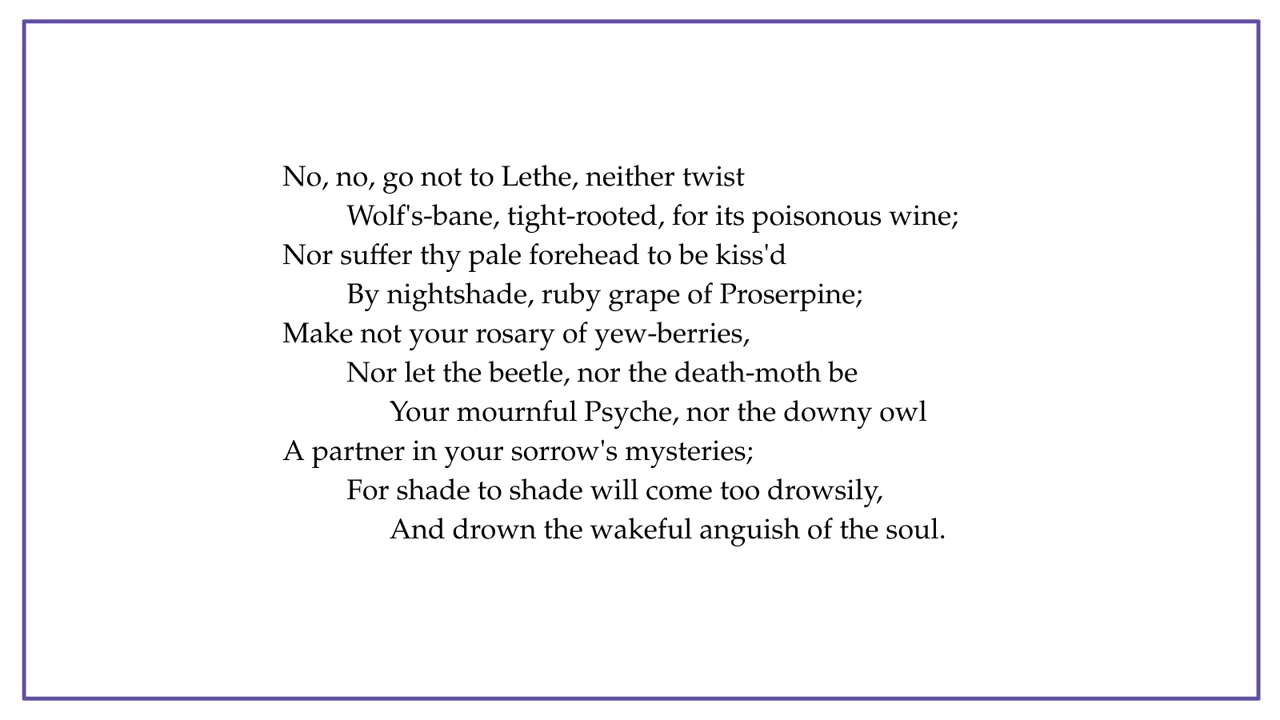 No, no, go not to Lethe, neither twist
Wolf's-bane, tight-rooted, for its poisonous wine;
Nor suffer thy pale forehead to be kiss'd
By nightshade, ruby grape of Proserpine;
Make not your rosary of yew-berries,
Nor let the beetle, nor the death-moth be
Your mournful Psyche, nor the downy owl
A partner in your sorrow's mysteries;
For shade to shade will come too drowsily,
And drown the wakeful anguish of the soul.